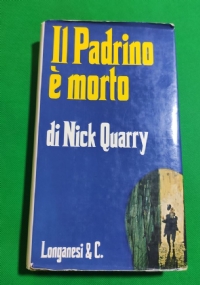 Il Padrino
è morto
di Nick Quarry
Longanesi & C.